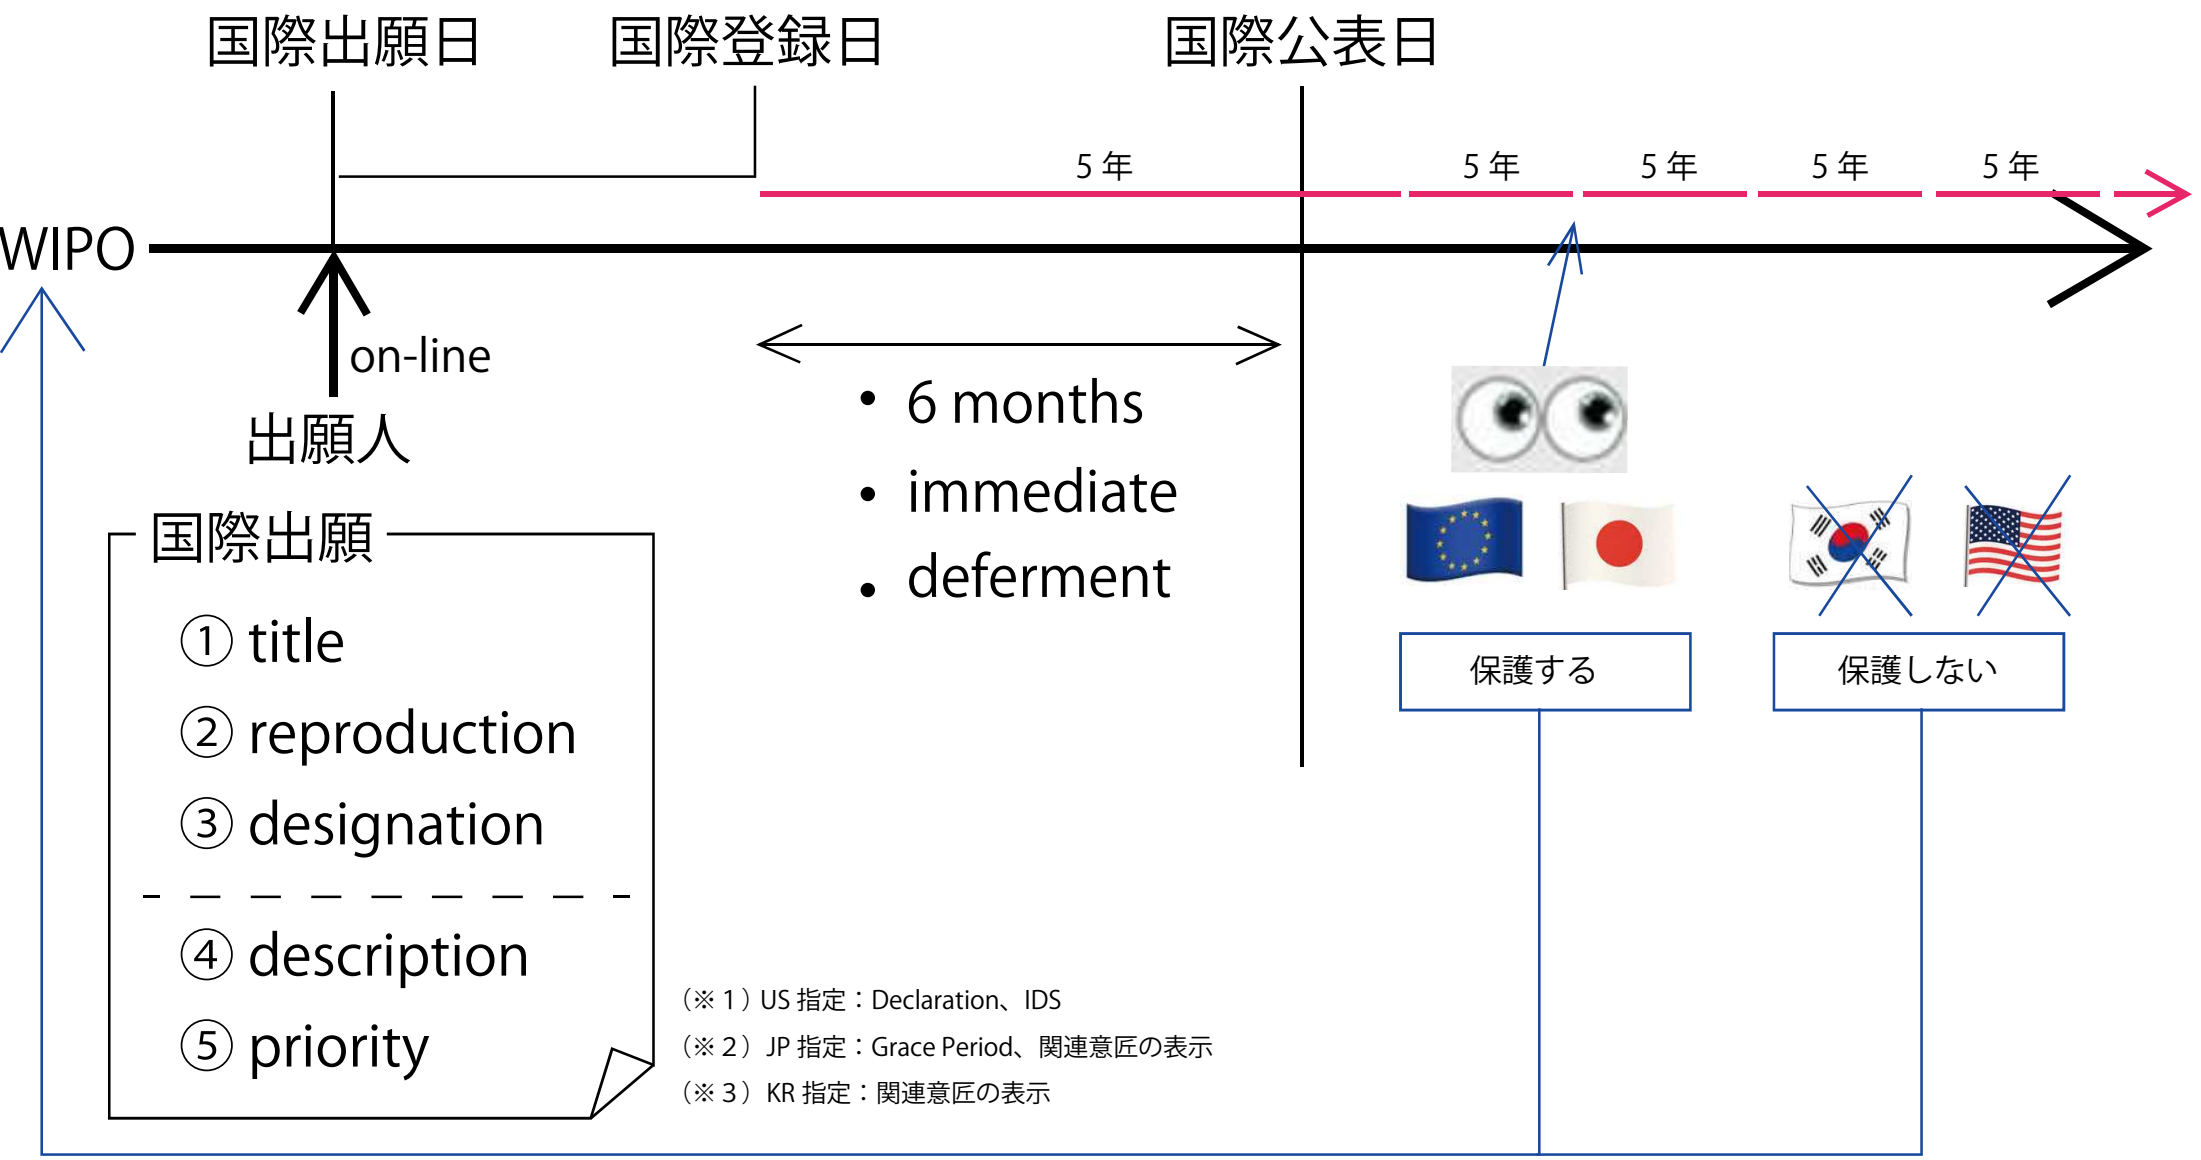 国際出願日
国際登録日
国際公表日
5 年
5 年
5 年
5 年
5 年
WIPO
on-line
出願人
• 6 months
• immediate
• deferment
国際出願
① title
② reproduction
③ designation
④ description
⑤ priority
保護する
保護しない
（※１）US 指定：Declaration、IDS
（※２）JP 指定：Grace Period、関連意匠の表示
（※３）KR 指定：関連意匠の表示